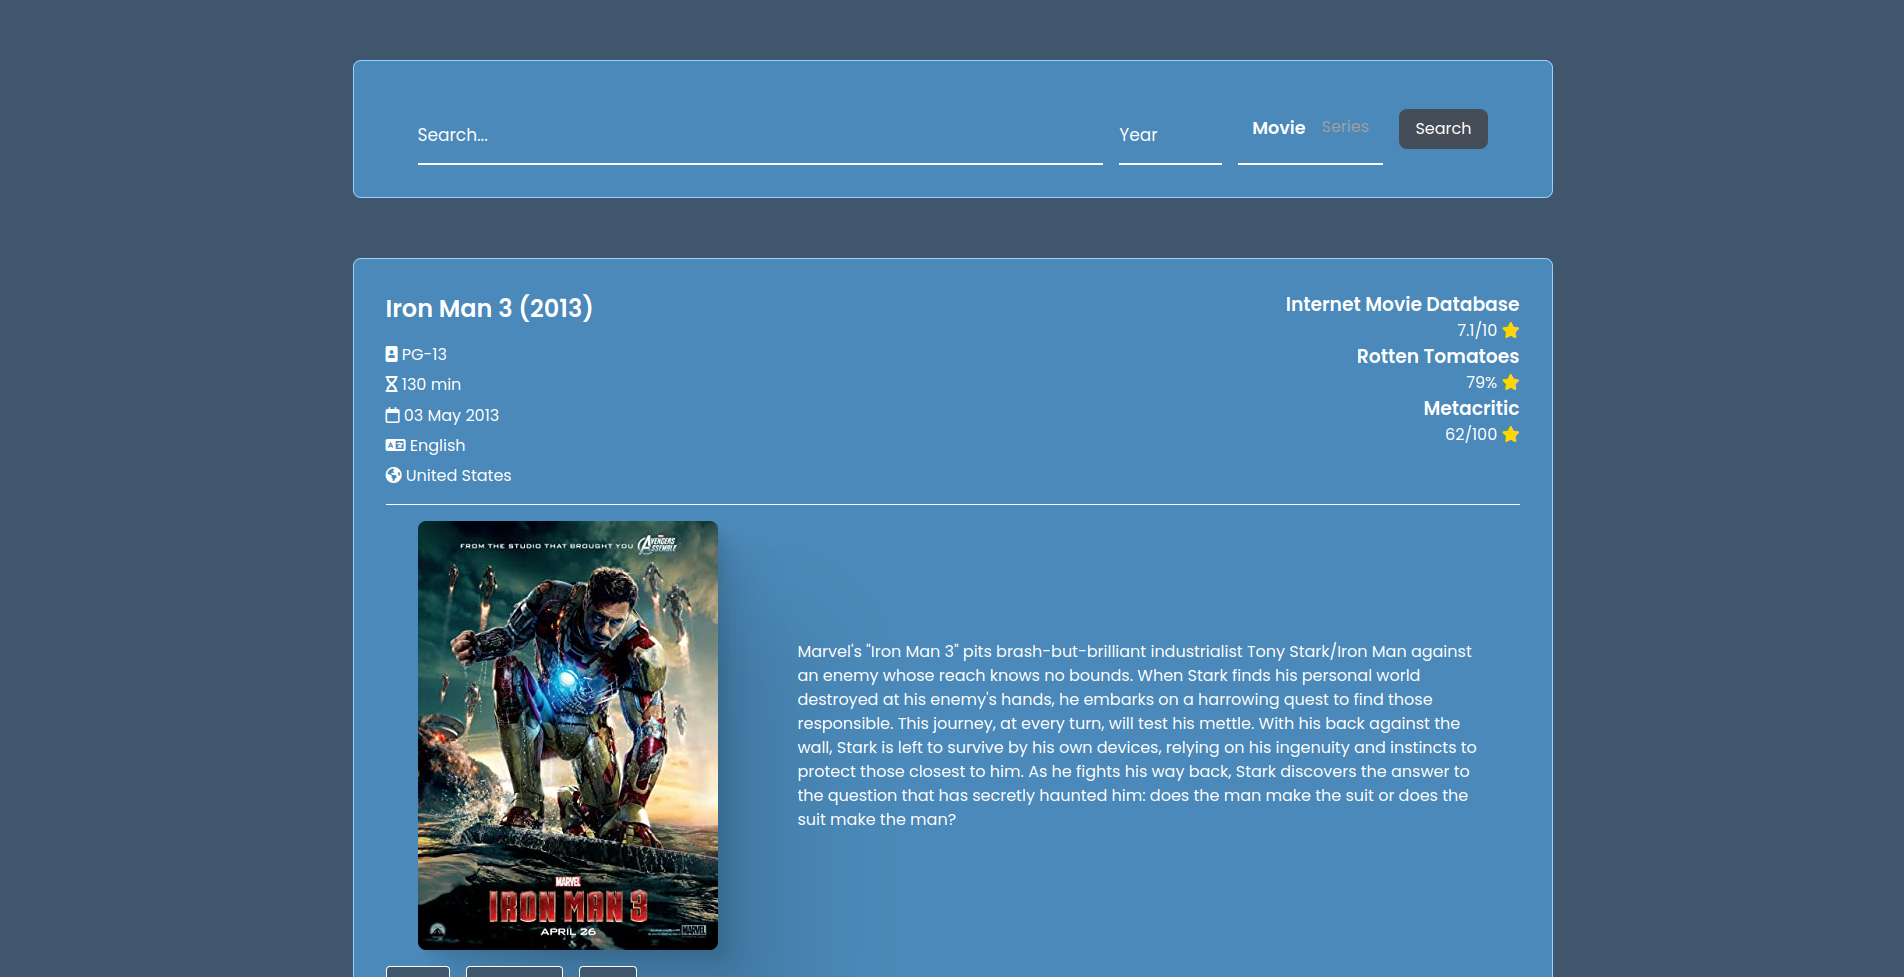 Search...
Year
Movie
Series
Search
Iron Man 3 (2013)
PG-13
130 min
03 May 2013
English
United States
Internet Movie Database
7.1/10
Rotten Tomatoes
79%
Metacritic
62/100
FROM THE STUDIO THAT BROUGHT YOU AVENGERS ASSEMBLE
MARVEL
IRON MAN 3
APRIL 26
MARVEL
Marvel's "Iron Man 3" pits brash-but-brilliant industrialist Tony Stark/Iron Man against
an enemy whose reach knows no bounds. When Stark finds his personal world
destroyed at his enemy's hands, he embarks on a harrowing quest to find those
responsible. This journey, at every turn, will test his mettle. With his back against the
wall, Stark is left to survive by his own devices, relying on his ingenuity and instincts to
protect those closest to him. As he fights his way back, Stark discovers the answer to
the question that has secretly haunted him: does the man make the suit or does the
suit make the man?